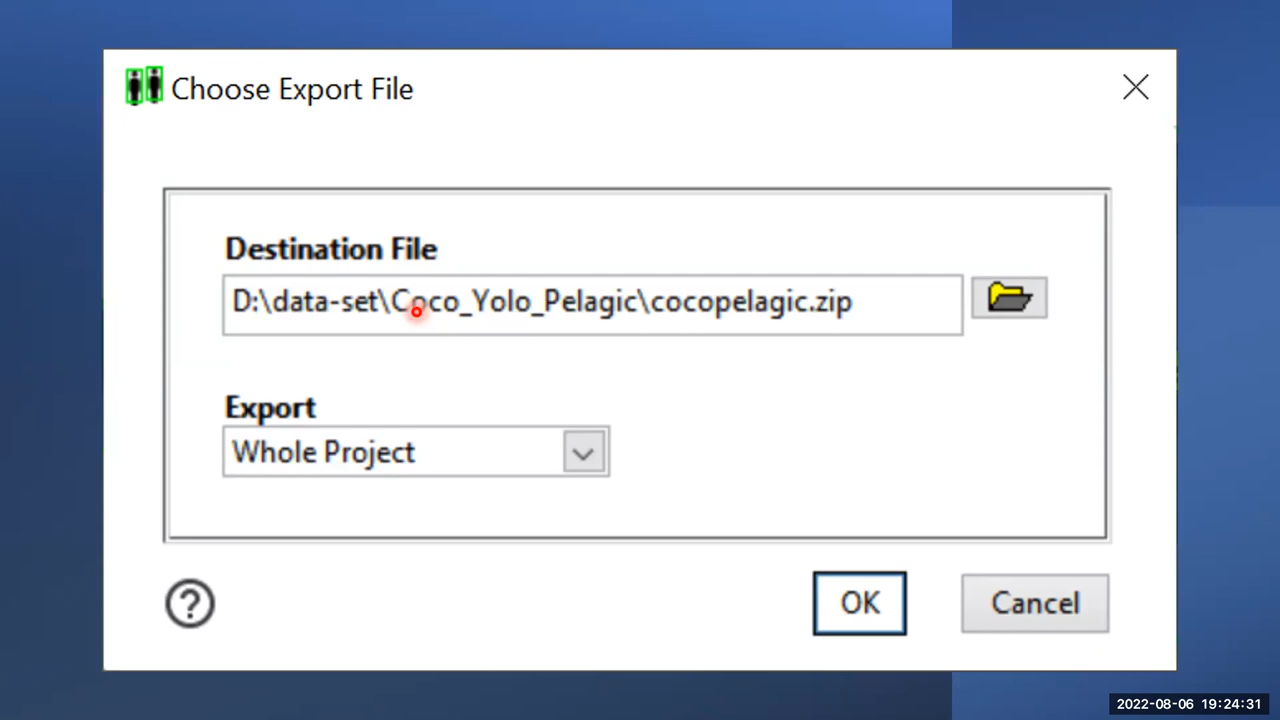 Choose Export File
Destination File
D:\data-set\Coco_Yolo_Pelagic\cocopelagic.zip
Export
Whole Project
?
OK
Cancel
2022-08-06 19:24:31